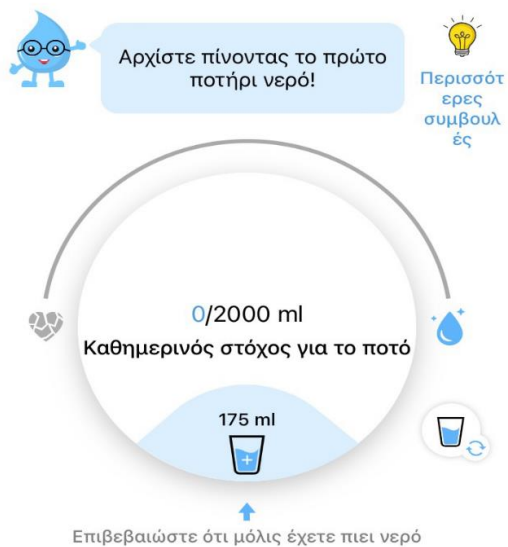 Αρχίστε πίνοντας το πρώτο
ποτήρι νερό!
Περισσότ
ερες
συμβουλ
ές
0/2000 ml
Καθημερινός στόχος για το ποτό
175 ml
Επιβεβαιώστε ότι μόλις έχετε πιει νερό